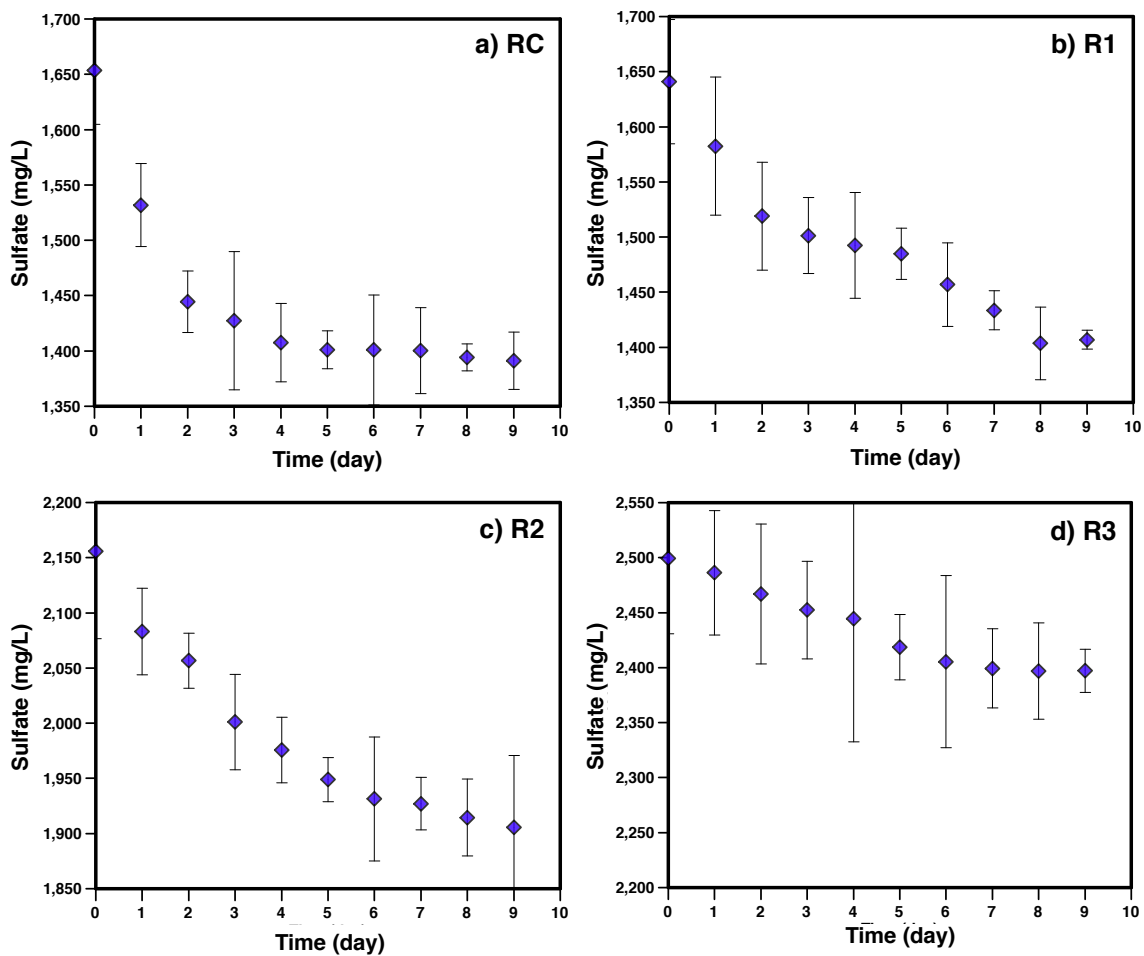 a) RC
1,700
1,650
1,600
1,550
1,500
1,450
1,400
1,350
Sulfate (mg/L)
0 1 2 3 4 5 6 7 8 9 10
Time (day)
b) R1
1,700
1,650
1,600
1,550
1,500
1,450
1,400
1,350
Sulfate (mg/L)
0 1 2 3 4 5 6 7 8 9 10
Time (day)
c) R2
2,200
2,150
2,100
2,050
2,000
1,950
1,900
1,850
Sulfate (mg/L)
0 1 2 3 4 5 6 7 8 9 10
Time (day)
d) R3
2,550
2,500
2,450
2,400
2,350
2,300
2,250
2,200
Sulfate (mg/L)
0 1 2 3 4 5 6 7 8 9 10
Time (day)